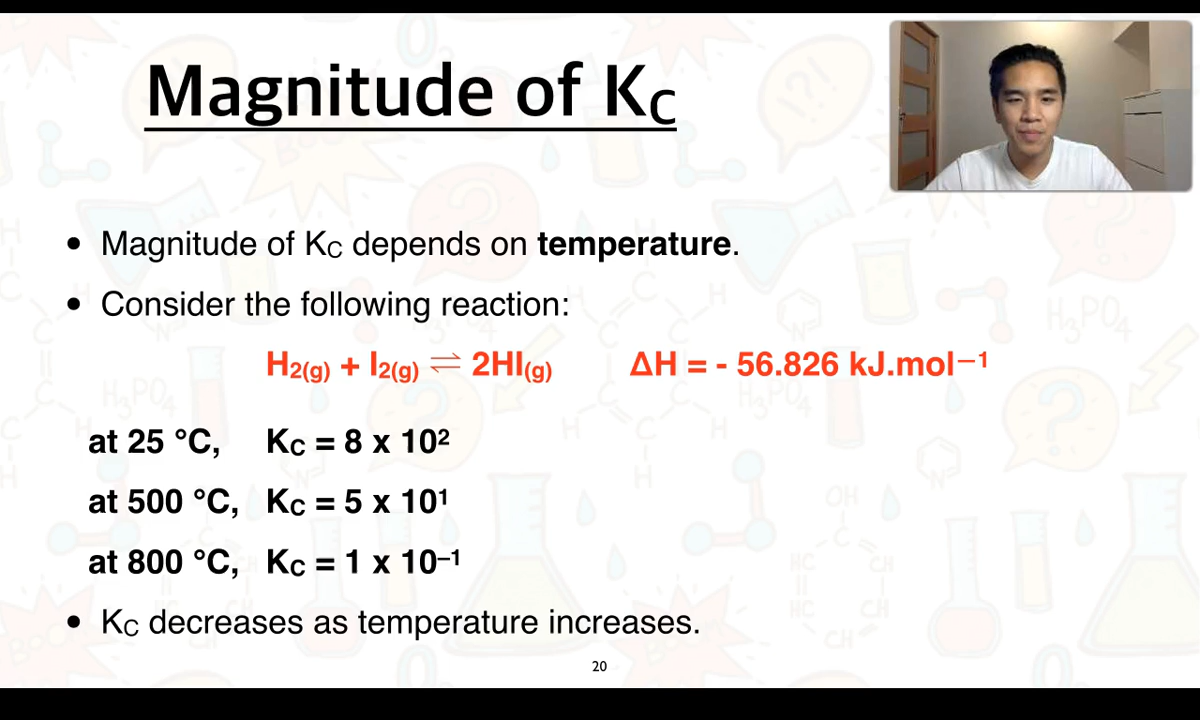 Magnitude of KC
• Magnitude of KC depends on temperature.
• Consider the following reaction:
H2(g) + I2(g) ⇌ 2HI(g) ΔH = - 56.826 kJ.mol⁻¹
at 25 °C, KC = 8 x 10²
at 500 °C, KC = 5 x 10¹
at 800 °C, KC = 1 x 10⁻¹
• KC decreases as temperature increases.
20